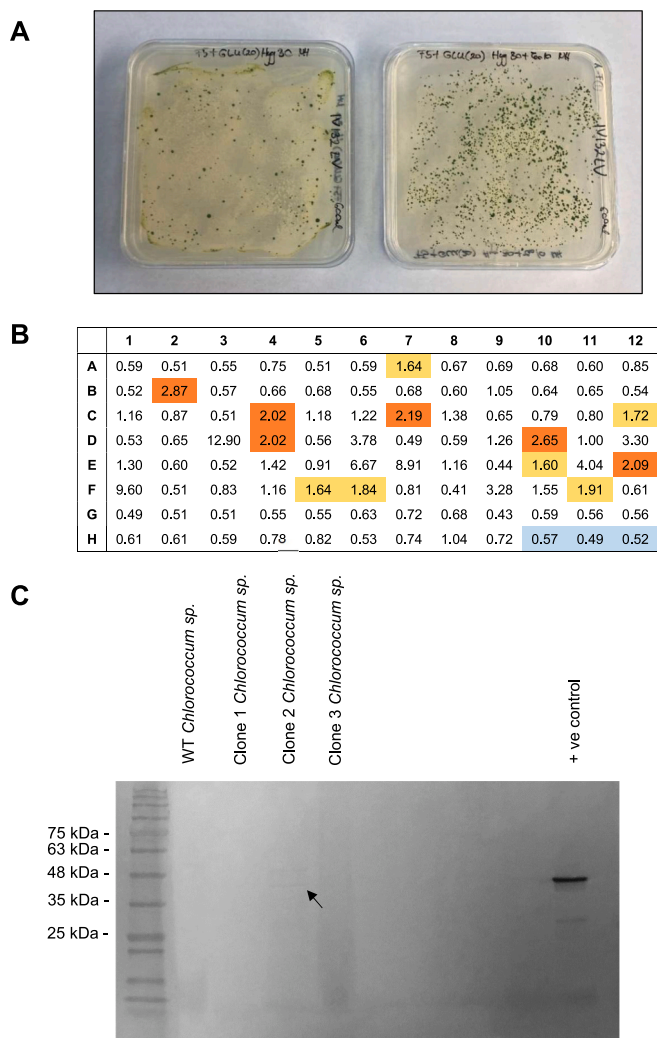 A
F5+ GLU(20) Hyg 30 F5+ GLU(20) Hyg 30+
B
1 2 3 4 5 6 7 8 9 10 11 12
A 0.59 0.51 0.55 0.75 0.51 0.59 1.64 0.67 0.69 0.68 0.60 0.85
B 0.52 2.87 0.57 0.66 0.68 0.55 0.68 0.60 1.05 0.64 0.65 0.54
C 1.16 0.87 0.51 2.02 1.18 1.22 2.19 1.38 0.65 0.79 0.80 1.72
D 0.53 0.65 12.90 2.02 0.56 3.78 0.49 0.59 1.26 2.65 1.00 3.30
E 1.30 0.60 0.52 1.42 0.91 6.67 8.91 1.16 0.44 1.60 4.04 2.09
F 9.60 0.51 0.83 1.16 1.64 1.84 0.81 0.41 3.28 1.55 1.91 0.61
G 0.49 0.51 0.51 0.55 0.55 0.63 0.72 0.68 0.43 0.59 0.56 0.56
H 0.61 0.61 0.59 0.78 0.82 0.53 0.74 1.04 0.72 0.57 0.49 0.52
C
WT Chlorococcum sp.
Clone 1 Chlorococcum sp.
Clone 2 Chlorococcum sp.
Clone 3 Chlorococcum sp.
+ ve control
75 kDa -
63 kDa -
48 kDa -
35 kDa -
25 kDa -